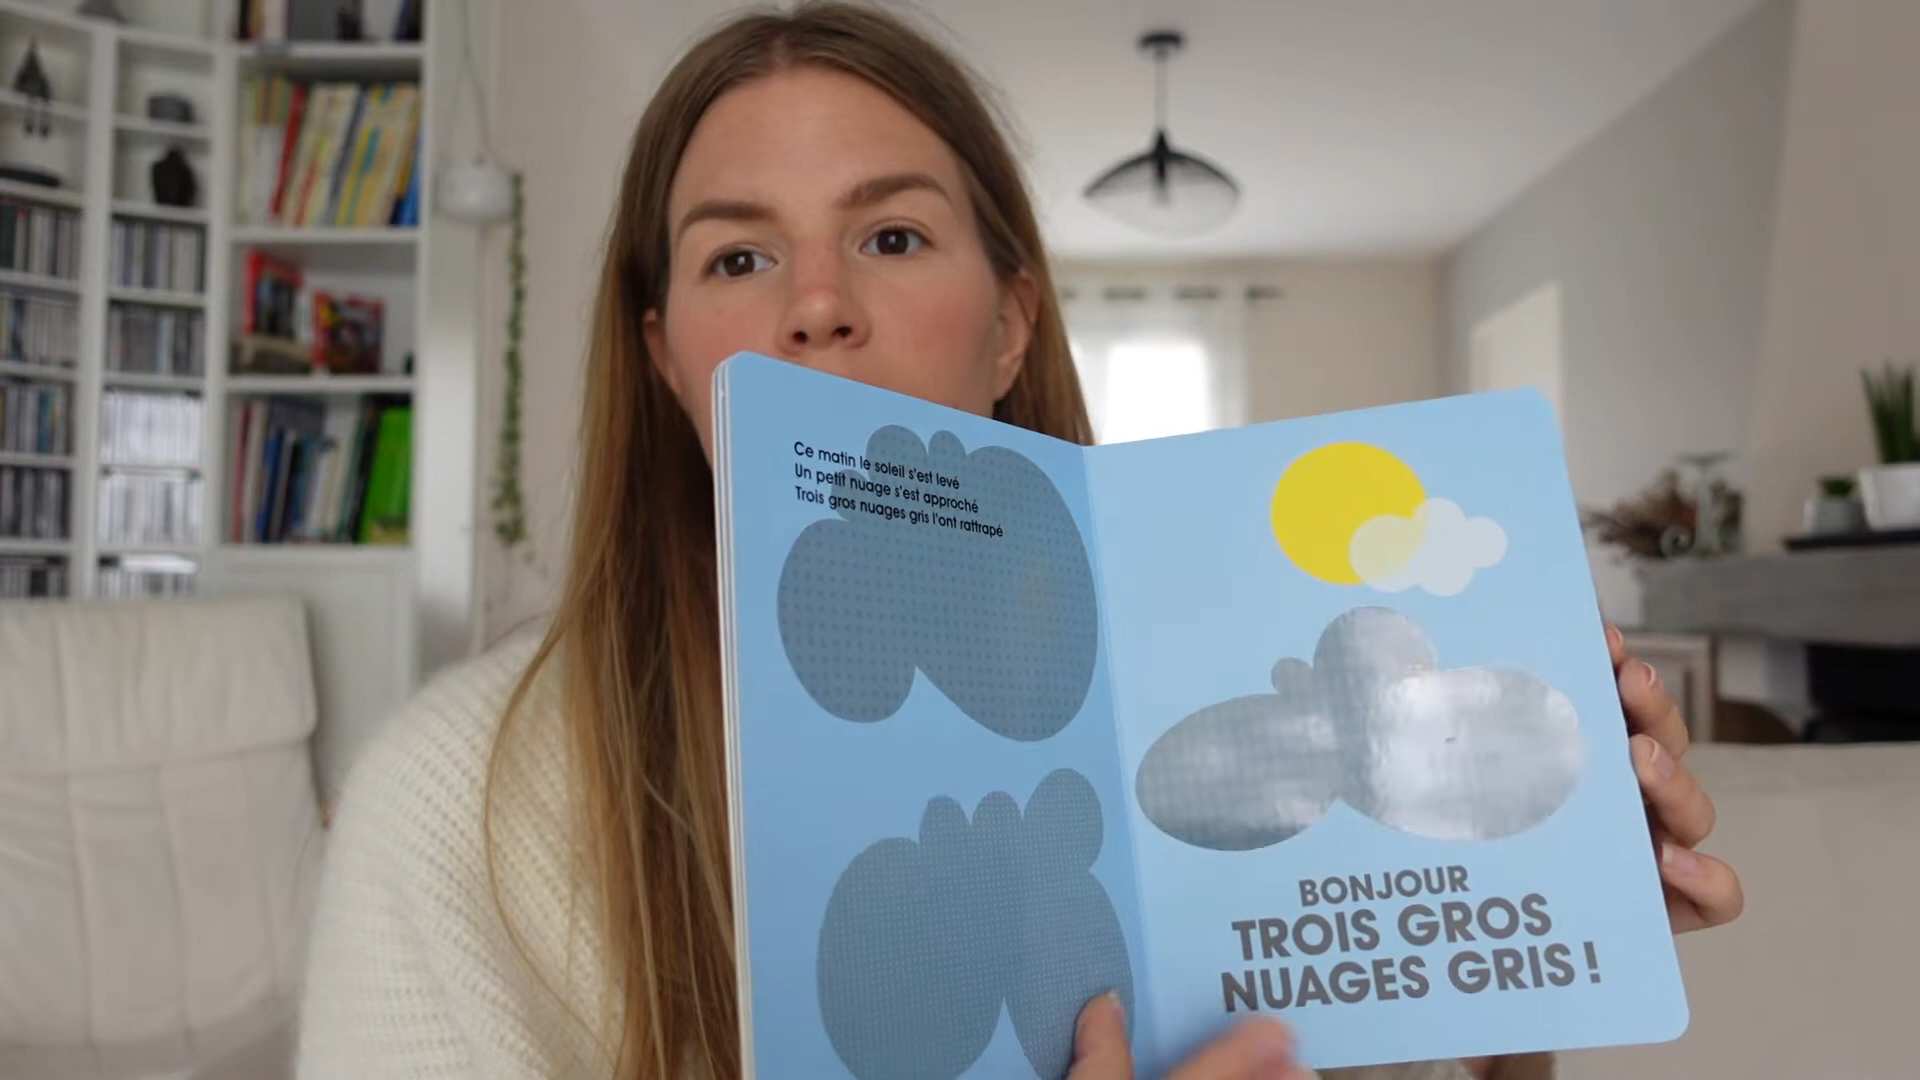 Ce matin le soleil s'est levé
Un petit nuage s'est approché
Trois gros nuages gris l'ont rattrapé
BONJOUR
TROIS GROS
NUAGES GRIS !